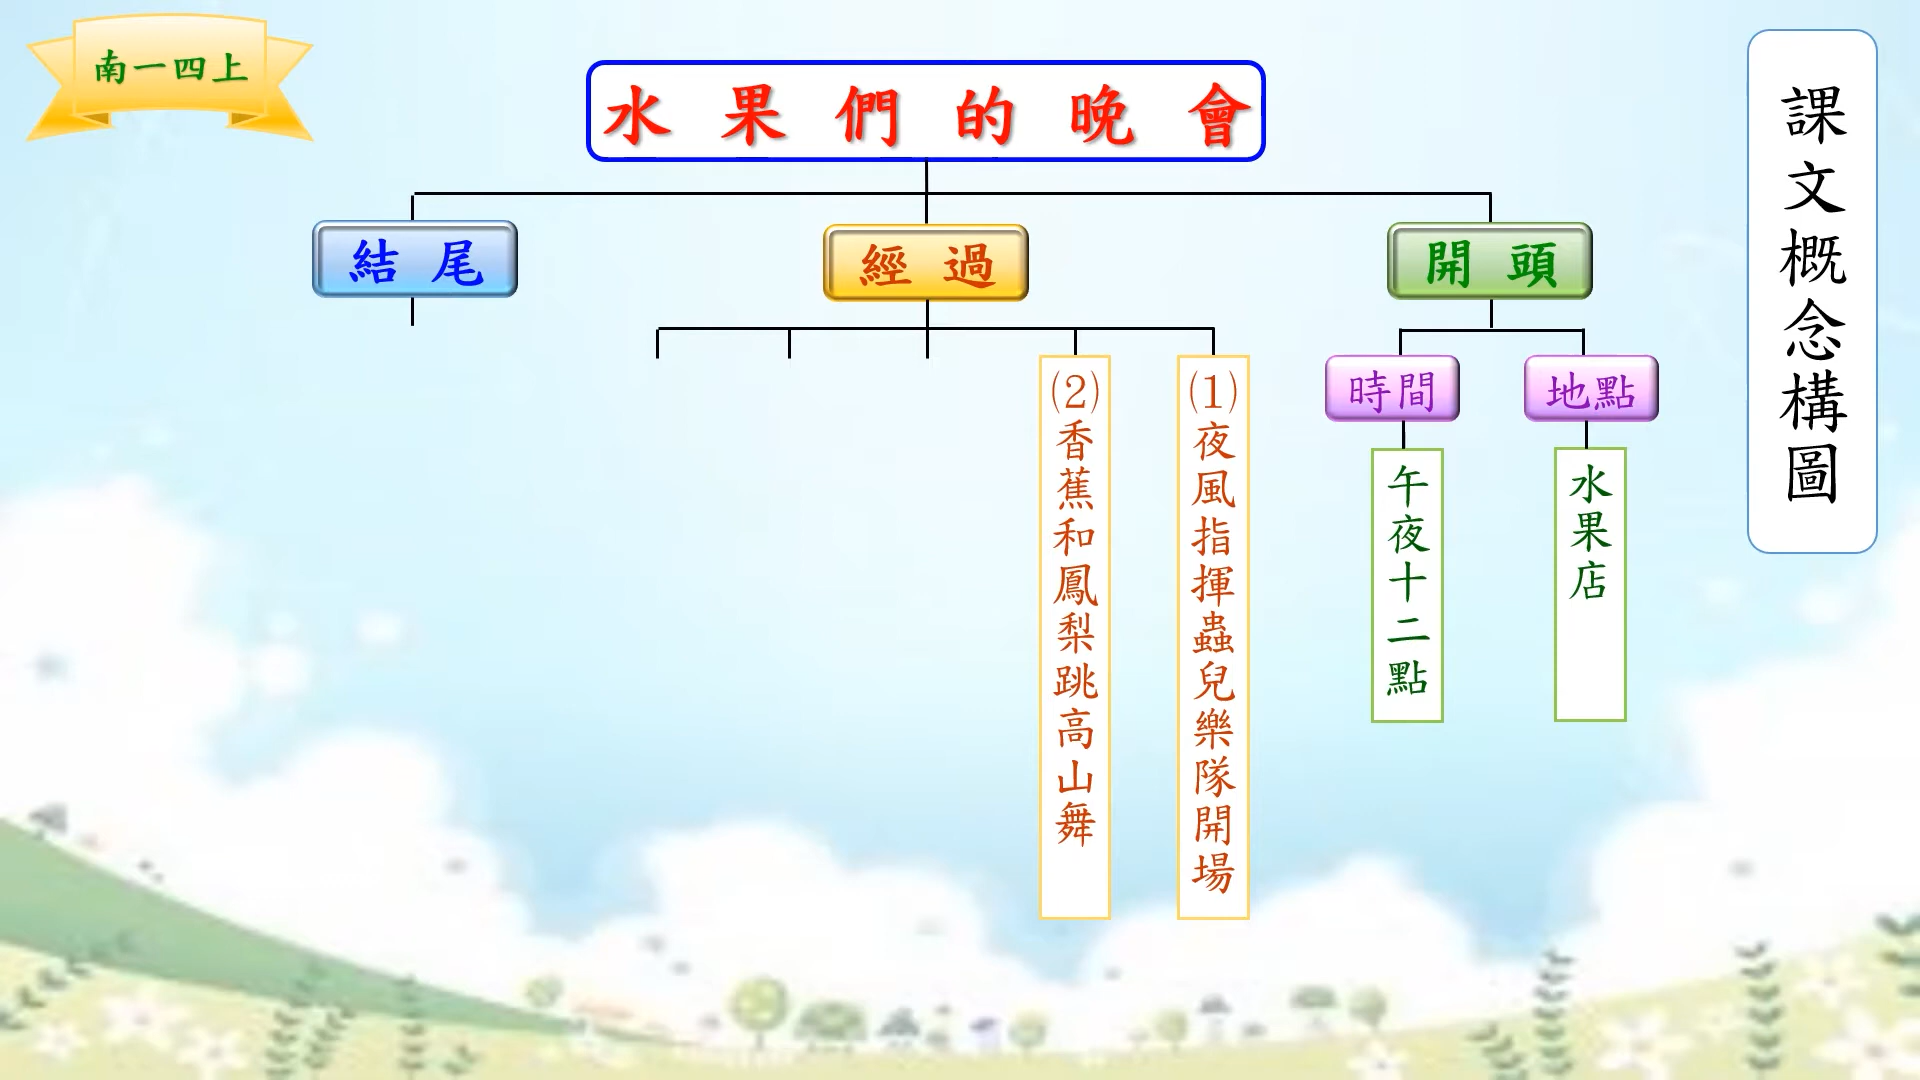 南一四上
水果們的晚會
課文概念構圖
開頭
地點
水果店
時間
午夜十二點
經過
(1)夜風指揮蟲兒樂隊開場
(2)香蕉和鳳梨跳高山舞
結尾